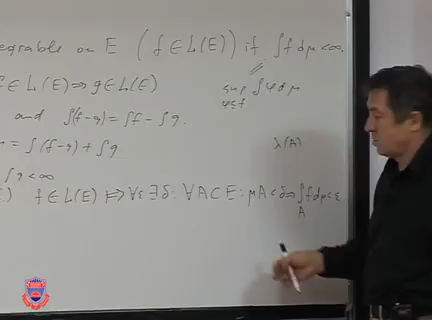 egrable on E (f ∈ L(E)) if ∫f dμ < ∞.
f ∈ L(E) ⇒ g ∈ L(E)
sup ∫φ dμ
φ≤f
and ∫(f-g) = ∫f - ∫g.
= ∫(f-g) + ∫g
λ(A)
∫g < ∞
f ∈ L(E) ⇒ ∀ε ∃δ: ∀A⊂E: μA<δ ⇒ ∫f dμ < ε
A